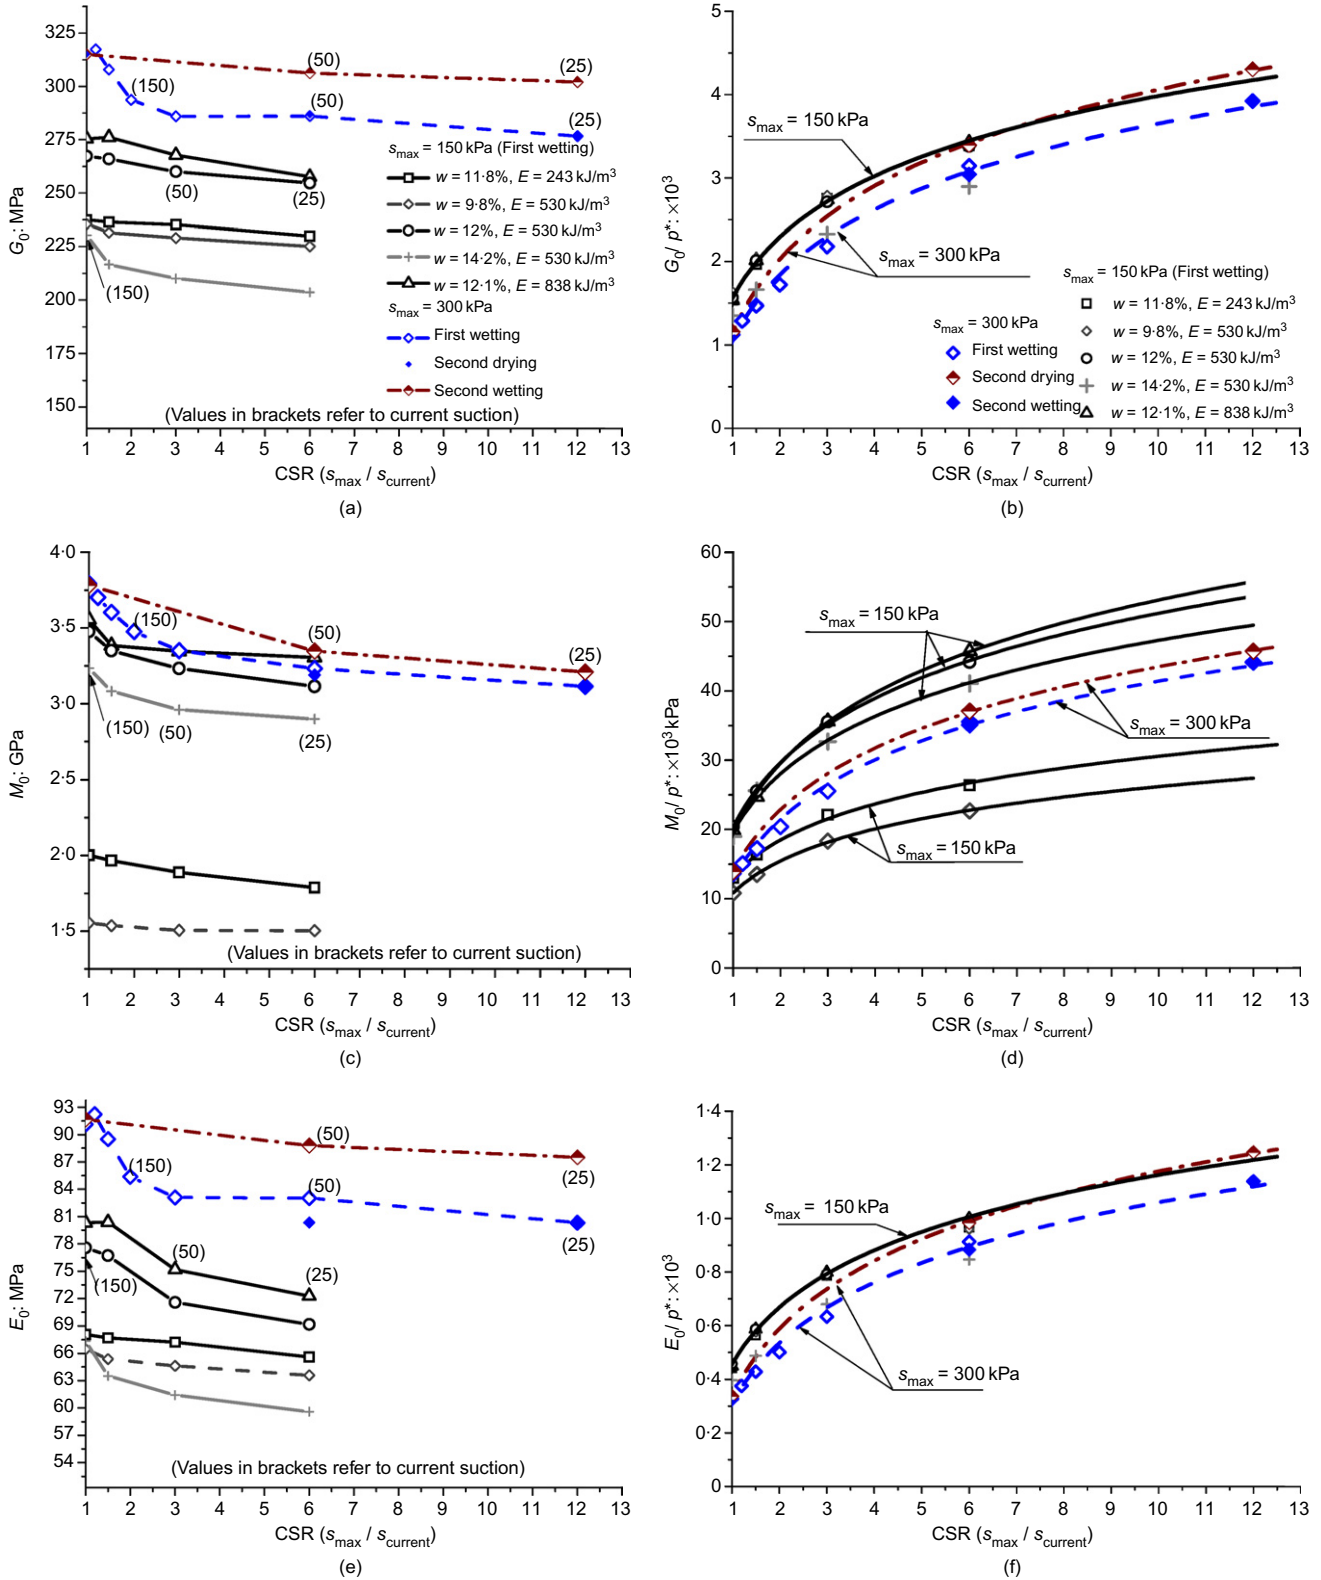 325
300
275
250
225
200
175
150
G0: MPa
(50)
(25)
(150)
(50)
(25)
(50)
(25)
(150)
smax = 150 kPa (First wetting)
w = 11·8%, E = 243 kJ/m3
w = 9·8%, E = 530 kJ/m3
w = 12%, E = 530 kJ/m3
w = 14·2%, E = 530 kJ/m3
w = 12·1%, E = 838 kJ/m3
smax = 300 kPa
First wetting
Second drying
Second wetting
(Values in brackets refer to current suction)
1 2 3 4 5 6 7 8 9 10 11 12 13
CSR (smax / scurrent)
(a)
5
4
3
2
1
0
G0/ p*: ×103
smax = 150 kPa
smax = 300 kPa
smax = 150 kPa (First wetting)
w = 11·8%, E = 243 kJ/m3
w = 9·8%, E = 530 kJ/m3
w = 12%, E = 530 kJ/m3
w = 14·2%, E = 530 kJ/m3
w = 12·1%, E = 838 kJ/m3
smax = 300 kPa
First wetting
Second drying
Second wetting
1 2 3 4 5 6 7 8 9 10 11 12 13
CSR (smax / scurrent)
(b)
4·0
3·5
3·0
2·5
2·0
1·5
M0: GPa
(150)
(50)
(25)
(150)
(50)
(25)
(Values in brackets refer to current suction)
1 2 3 4 5 6 7 8 9 10 11 12 13
CSR (smax / scurrent)
(c)
60
50
40
30
20
10
0
M0/ p*: ×103 kPa
smax = 150 kPa
smax = 300 kPa
smax = 150 kPa
1 2 3 4 5 6 7 8 9 10 11 12 13
CSR (smax / scurrent)
(d)
93
90
87
84
81
78
75
72
69
66
63
60
57
54
E0: MPa
(50)
(150)
(50)
(25)
(25)
(50)
(25)
(150)
(Values in brackets refer to current suction)
1 2 3 4 5 6 7 8 9 10 11 12 13
CSR (smax / scurrent)
(e)
1·4
1·2
1·0
0·8
0·6
0·4
0·2
0
E0/ p*: ×103
smax = 150 kPa
smax = 300 kPa
1 2 3 4 5 6 7 8 9 10 11 12 13
CSR (smax / scurrent)
(f)